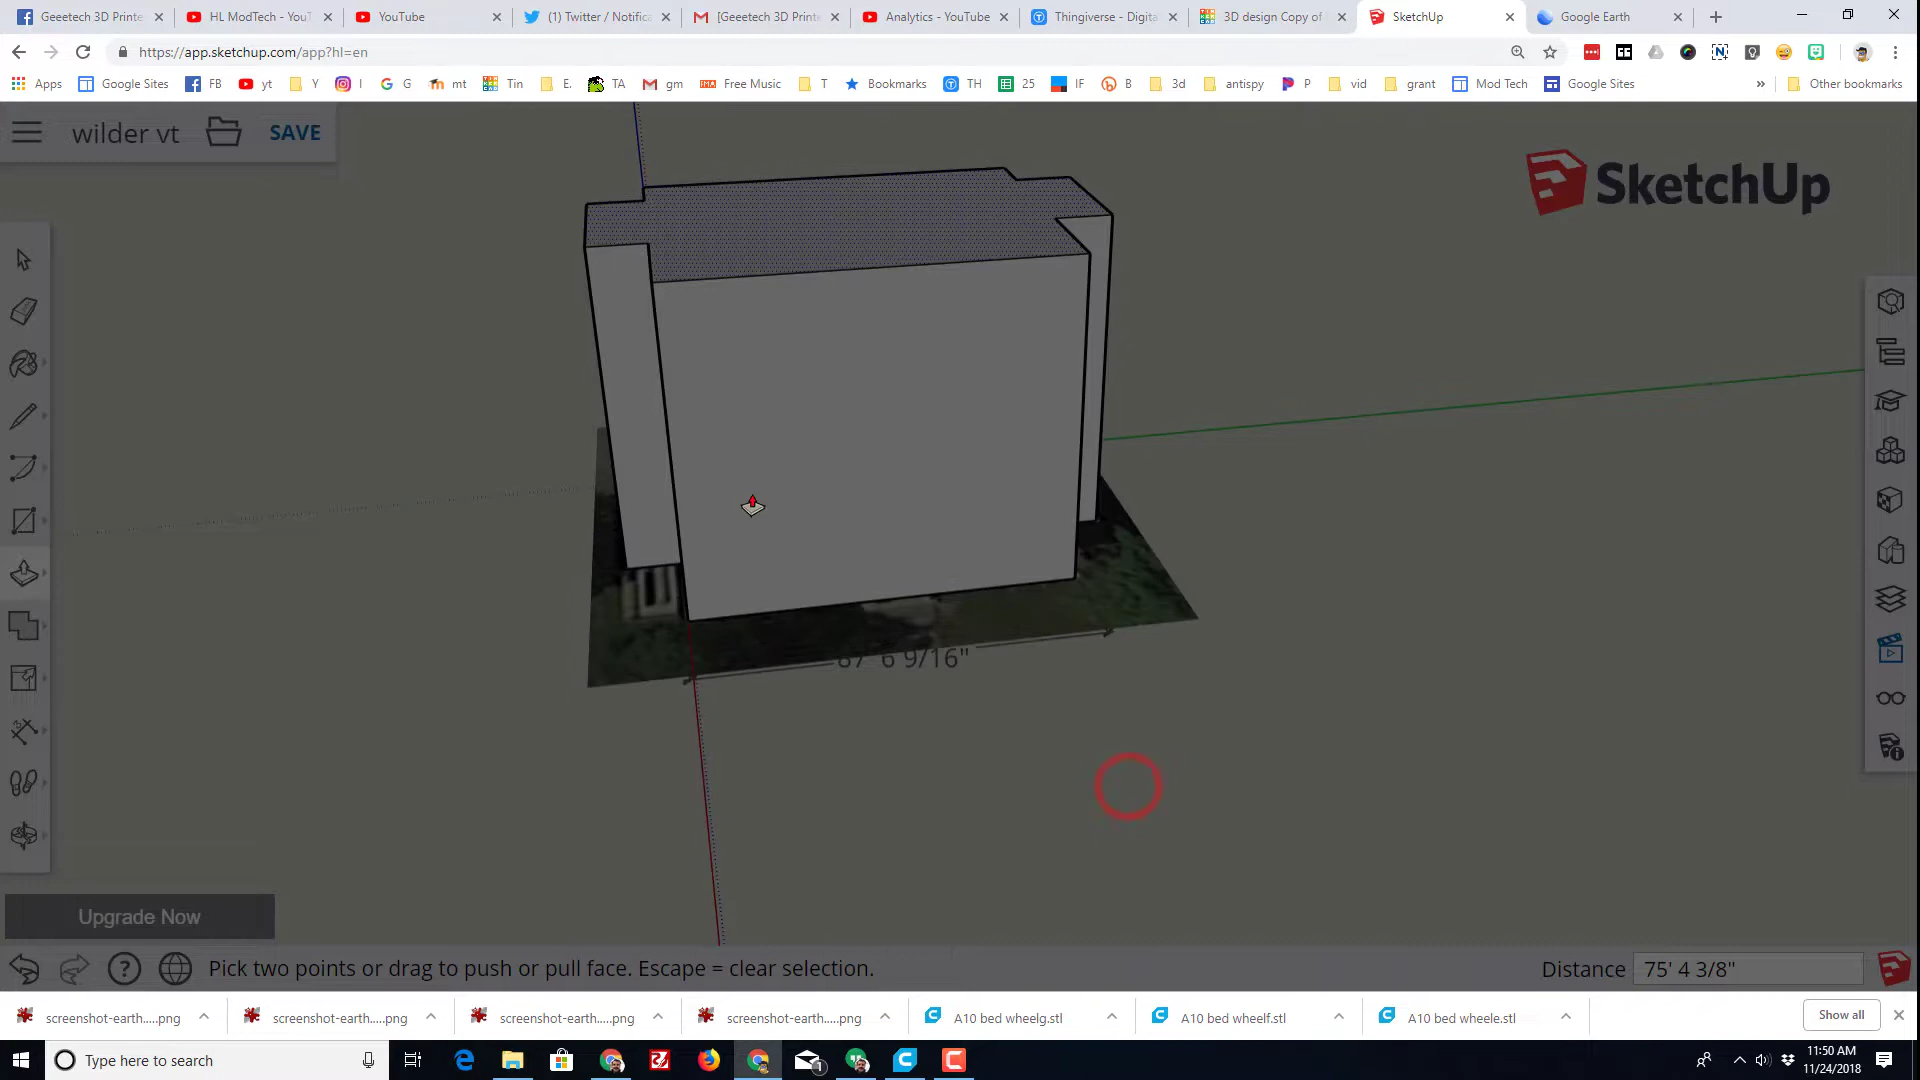 Geeetech 3D Printe
HL ModTech - YouT
YouTube
(1) Twitter / Notifica
[Geeetech 3D Printe
Analytics - YouTube
Thingiverse - Digita
3D design Copy of
SketchUp
Google Earth
https://app.sketchup.com/app?hl=en
Apps
Google Sites
FB
yt
Y
I
G
mt
Tin
E.
TA
gm
Free Music
T
Bookmarks
TH
25
IF
B
3d
antispy
P
vid
grant
Mod Tech
Google Sites
»
Other bookmarks
wilder vt
SAVE
SketchUp
6 9/16"
Upgrade Now
Pick two points or drag to push or pull face. Escape = clear selection.
Distance
75' 4 3/8"
screenshot-earth.....png
screenshot-earth.....png
screenshot-earth.....png
screenshot-earth.....png
A10 bed wheelg.stl
A10 bed wheelf.stl
A10 bed wheele.stl
Show all
Type here to search
11:50 AM
11/24/2018